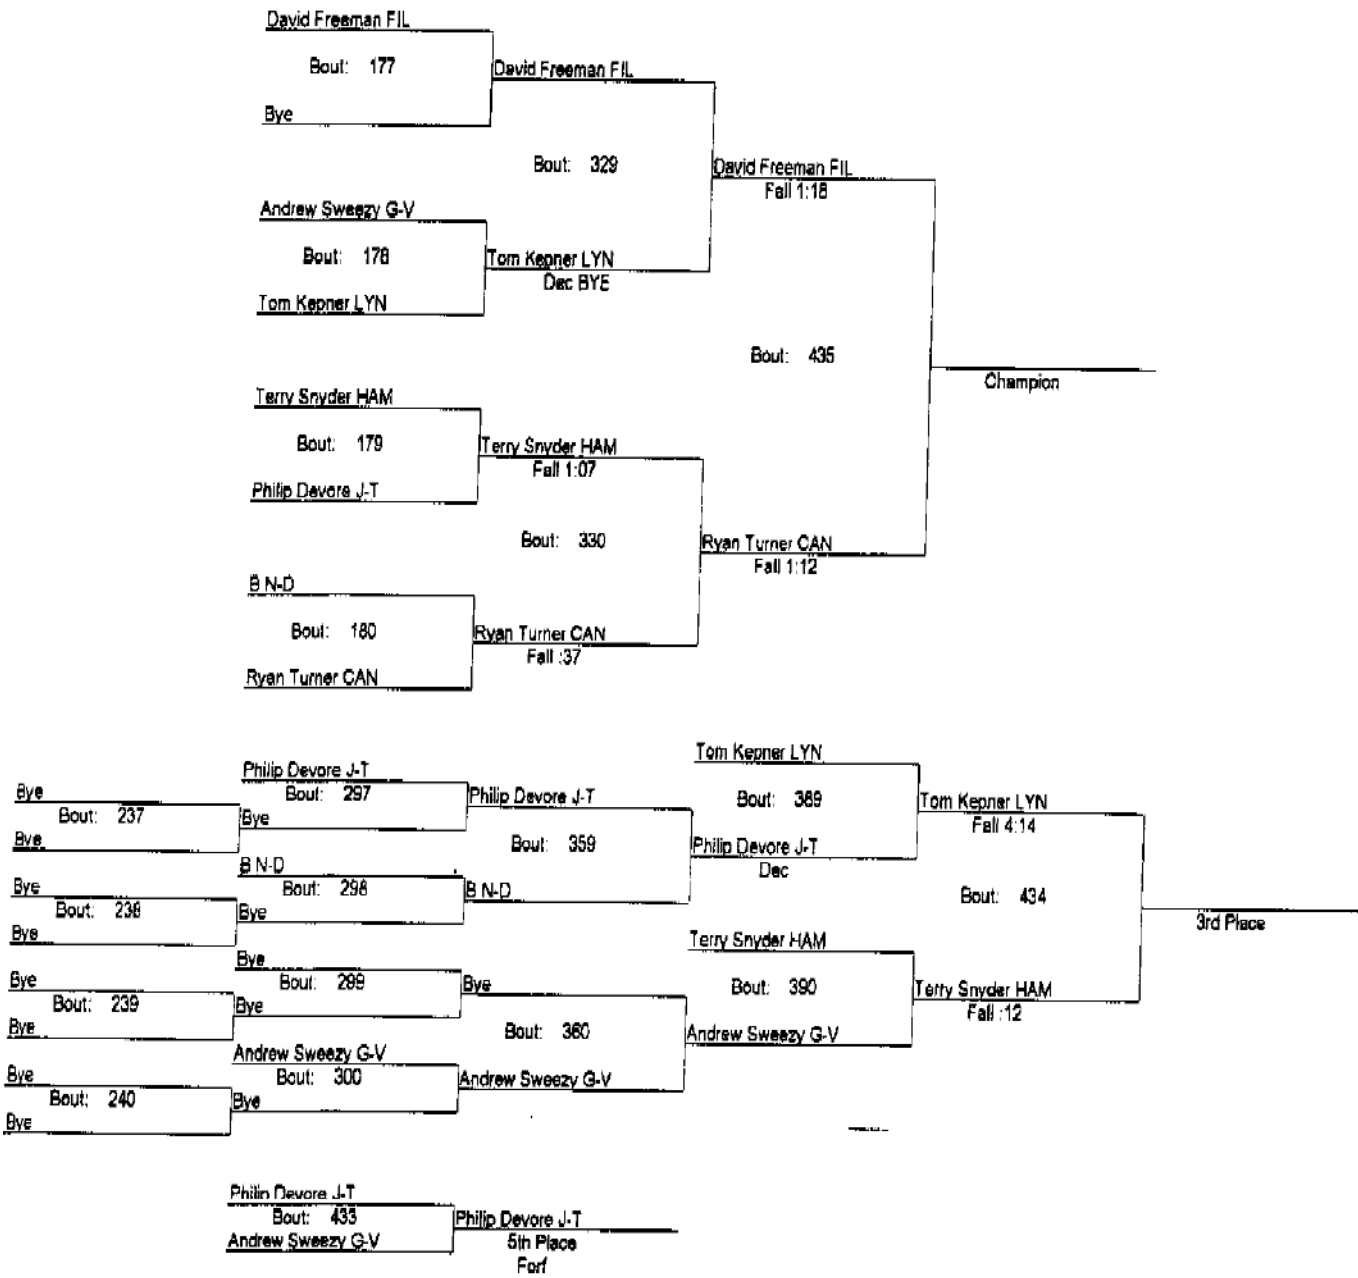 David Freeman FIL
Bout: 177
David Freeman FIL
Bye
Bout: 329
David Freeman FIL
Fall 1:18
Andrew Sweezy G-V
Bout: 178
Tom Kepner LYN
Dec BYE
Tom Kepner LYN
Bout: 435
Champion
Terry Snyder HAM
Bout: 179
Terry Snyder HAM
Fall 1:07
Philip Devore J-T
Bout: 330
Ryan Turner CAN
Fall 1:12
B N-D
Bout: 180
Ryan Turner CAN
Fall :37
Ryan Turner CAN
Tom Kepner LYN
Philip Devore J-T
Bye
Bout: 297
Philip Devore J-T
Bout: 389
Tom Kepner LYN
Bout: 237
Bye
Fall 4:14
Bye
Bout: 359
Philip Devore J-T
Dec
B N-D
Bye
Bout: 298
B N-D
Bout: 434
Bout: 238
Bye
3rd Place
Bye
Terry Snyder HAM
Bye
Bye
Bout: 299
Bye
Bout: 390
Terry Snyder HAM
Bout: 239
Bye
Fall :12
Bye
Bout: 360
Andrew Sweezy G-V
Andrew Sweezy G-V
Bye
Bout: 300
Andrew Sweezy G-V
Bout: 240
Bye
Bye
Philip Devore J-T
Bout: 433
Philip Devore J-T
Andrew Sweezy G-V
5th Place
Forf